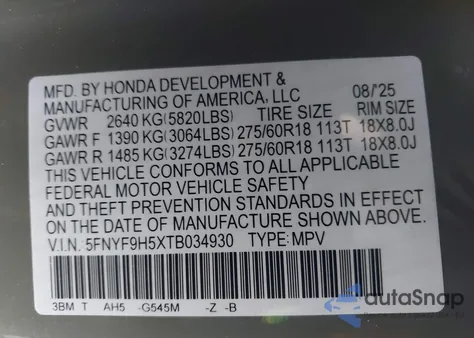 MFD. BY HONDA DEVELOPMENT &
MANUFACTURING OF AMERICA, LLC 08/'25
GVWR 2640 KG(5820LBS) TIRE SIZE RIM SIZE
GAWR F 1390 KG(3064LBS) 275/60R18 113T 18X8.0J
GAWR R 1485 KG(3274LBS) 275/60R18 113T 18X8.0J
THIS VEHICLE CONFORMS TO ALL APPLICABLE
FEDERAL MOTOR VEHICLE SAFETY
AND THEFT PREVENTION STANDARDS IN EFFECT
ON THE DATE OF MANUFACTURE SHOWN ABOVE.
V.I.N.: 5FNYF9H5XTB034930 TYPE: MPV
3BM T AH5 -G545M -Z -B
autoSnap